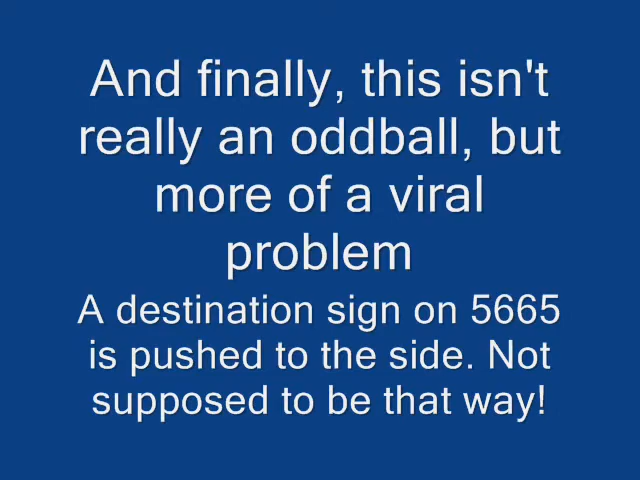 And finally, this isn't
really an oddball, but
more of a viral
problem
A destination sign on 5665
is pushed to the side. Not
supposed to be that way!